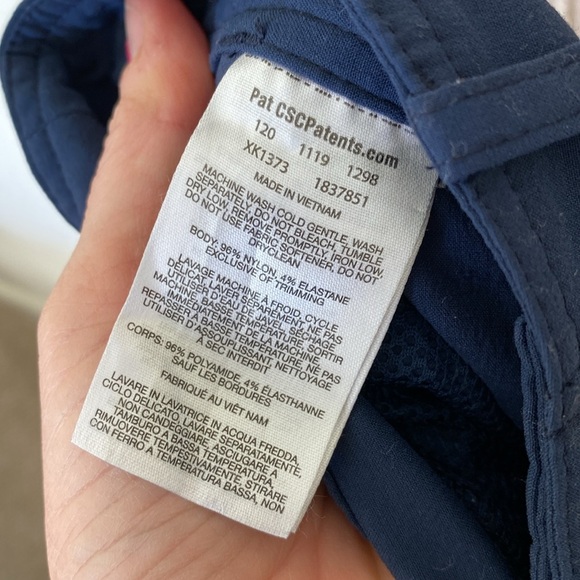 Pat CSCPatents.com
120 1119 1298
XK1373 1837851
MADE IN VIETNAM
MACHINE WASH COLD GENTLE, WASH
SEPARATELY, DO NOT BLEACH, TUMBLE
DRY LOW, REMOVE PROMPTLY, IRON LOW,
DO NOT USE FABRIC SOFTENER. DO NOT
DRYCLEAN
BODY: 96% NYLON, 4% ELASTANE
EXCLUSIVE OF TRIMMING
LAVAGE MACHINE A FROID, CYCLE
DELICAT, LAVER SEPAREMENT, NE PAS
UTILISER D'EAU DE JAVEL, SECHAGE
MACHINE, BASSE TEMPERATURE, SORTIR
IMMEDIATEMENT DE LA MACHINE,
REPASSER A BASSE TEMPERATURE, NE PAS
UTILISER D'ASSOUPLISSANT, NETTOYAGE
A SEC INTERDIT
CORPS: 96% POLYAMIDE, 4% ÉLASTHANNE
SAUF LES BORDURES
FABRIQUÉ AU VIÊT NAM
LAVARE IN LAVATRICE IN ACQUA FREDDA,
CICLO DELICATO, LAVARE SEPARATAMENTE,
NON CANDEGGIARE, ASCIUGARE A
TAMBURO A BASSA TEMPERATURA,
RIMUOVERE TEMPESTIVAMENTE, STIRARE
CON FERRO A TEMPERATURA BASSA, NON